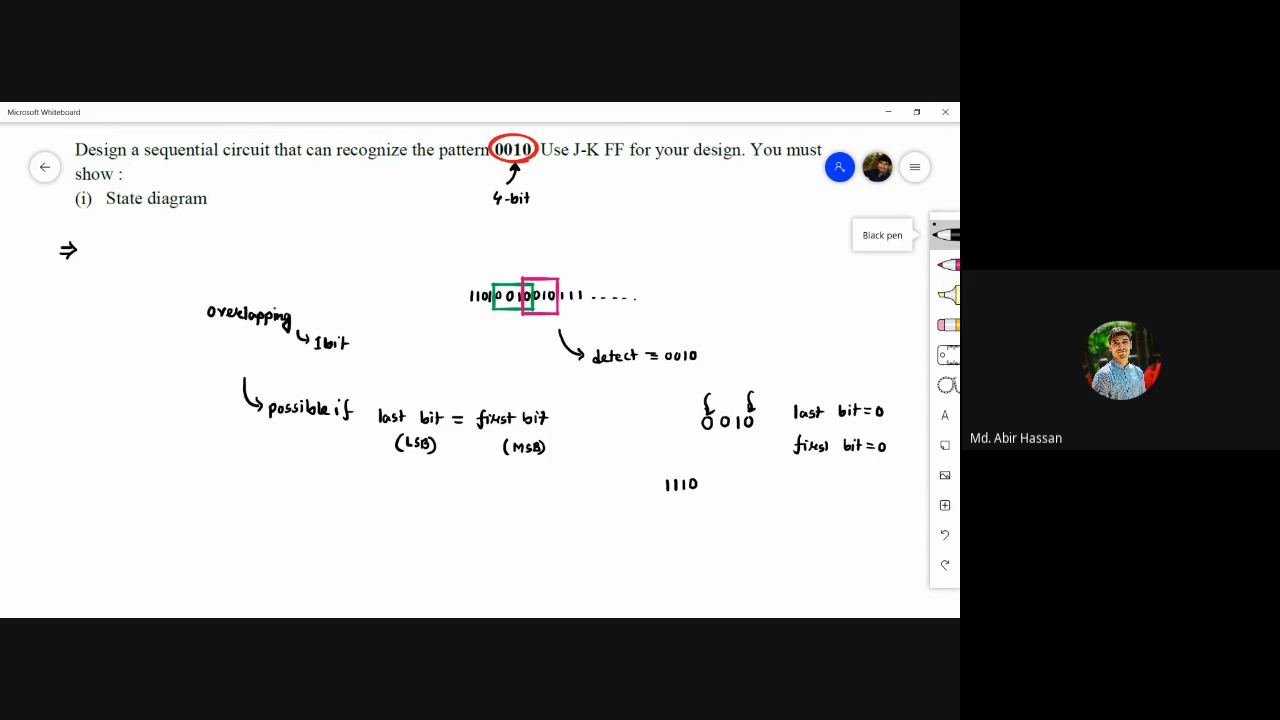 Microsoft Whiteboard
Design a sequential circuit that can recognize the pattern 0010. Use J-K FF for your design. You must
show :
(i) State diagram
4-bit
Black pen
⇒
11010010010111 - - - - - .
overlapping
1 bit
detect = 0010
possible if
last bit = first bit
(LSB) (MSB)
0010
last bit = 0
first bit = 0
1110
A
Md. Abir Hassan